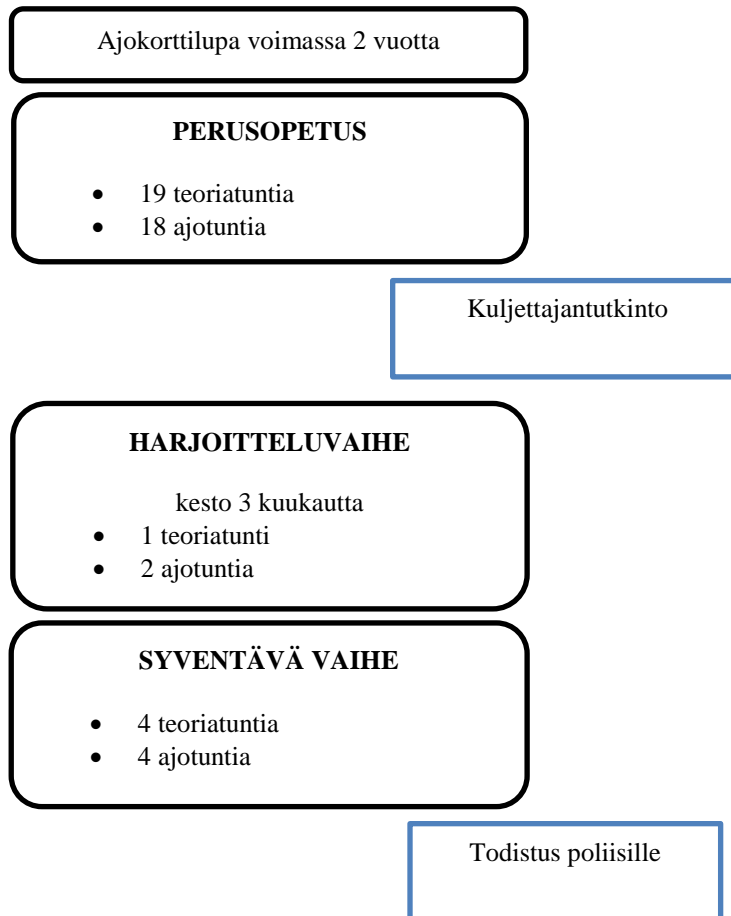 Ajokorttilupa voimassa 2 vuotta
PERUSOPETUS
• 19 teoriatuntia
• 18 ajotuntia
Kuljettajantutkinto
HARJOITTELUVAIHE
kesto 3 kuukautta
• 1 teoriatunti
• 2 ajotuntia
SYVENTÄVÄ VAIHE
• 4 teoriatuntia
• 4 ajotuntia
Todistus poliisille